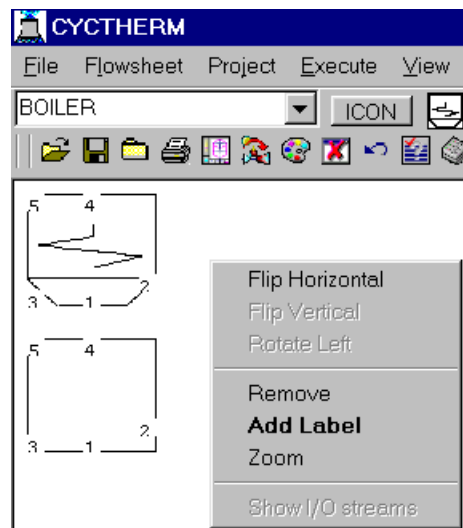 CYCTHERM
File Flowsheet Project Execute View
BOILER ICON
5 4
2
3 1
Flip Horizontal
Flip Vertical
Rotate Left
Remove
Add Label
Zoom
Show I/O streams
5 4
2
3 1